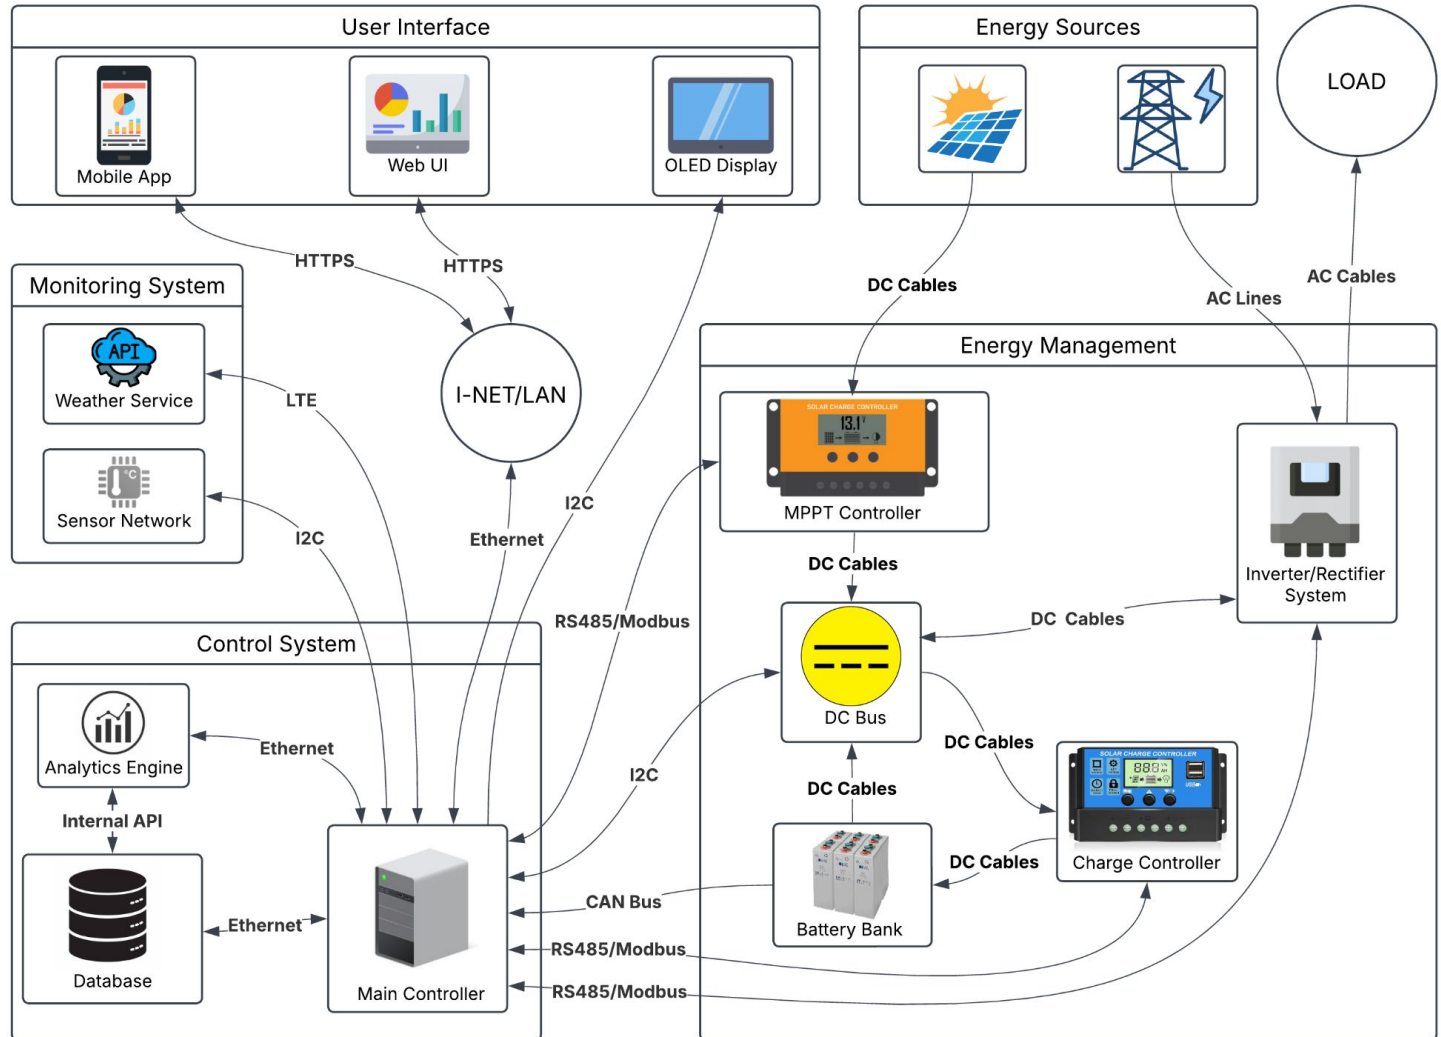 User Interface
Mobile App
Web UI
OLED Display
Energy Sources
LOAD
HTTPS
HTTPS
DC Cables
AC Lines
AC Cables
Monitoring System
API
Weather Service
LTE
°C
Sensor Network
I2C
I-NET/LAN
Ethernet
I2C
RS485/Modbus
Energy Management
SOLAR CHARGE CONTROLLER
13.1 V
MPPT Controller
DC Cables
Inverter/Rectifier
System
DC Cables
DC Bus
DC Cables
DC Cables
SOLAR CHARGE CONTROLLER
Charge Controller
DC Cables
Battery Bank
Control System
Analytics Engine
Ethernet
Internal API
Database
Ethernet
Main Controller
I2C
CAN Bus
RS485/Modbus
RS485/Modbus